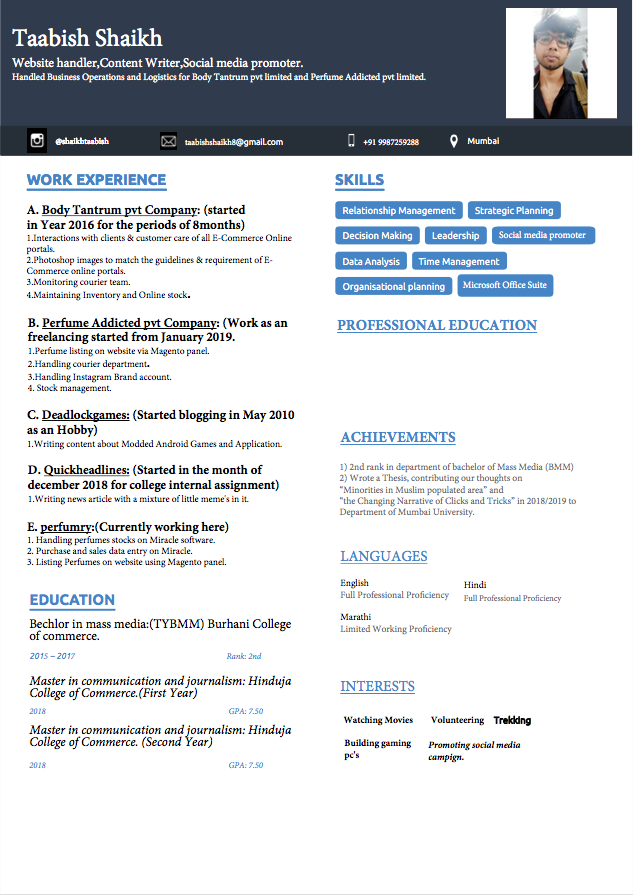 Taabish Shaikh
Website handler,Content Writer,Social media promoter.
Handled Business Operations and Logistics for Body Tantrum pvt limited and Perfume Addicted pvt limited.
@shaikhtaabish
taabishshaikh8@gmail.com
+91 9987259288
Mumbai
WORK EXPERIENCE
A. Body Tantrum pvt Company: (started
in Year 2016 for the periods of 8months)
1.Interactions with clients & customer care of all E-Commerce Online
portals.
2.Photoshop images to match the guidelines & requirement of E-
Commerce online portals.
3.Monitoring courier team.
4.Maintaining Inventory and Online stock.
B. Perfume Addicted pvt Company: (Work as an
freelancing started from January 2019.
1.Perfume listing on website via Magento panel.
2.Handling courier department.
3.Handling Instagram Brand account.
4. Stock management.
C. Deadlockgames: (Started blogging in May 2010
as an Hobby)
1.Writing content about Modded Android Games and Application.
D. Quickheadlines: (Started in the month of
december 2018 for college internal assignment)
1.Writing news article with a mixture of little meme's in it.
E. perfumry:(Currently working here)
1. Handling perfumes stocks on Miracle software.
2. Purchase and sales data entry on Miracle.
3. Listing Perfumes on website using Magento panel.
EDUCATION
Bechlor in mass media:(TYBMM) Burhani College
of commerce.
2015 – 2017 Rank: 2nd
Master in communication and journalism: Hinduja
College of Commerce.(First Year)
2018 GPA: 7.50
Master in communication and journalism: Hinduja
College of Commerce. (Second Year)
2018 GPA: 7.50
SKILLS
Relationship Management Strategic Planning
Decision Making Leadership Social media promoter
Data Analysis Time Management
Organisational planning Microsoft Office Suite
PROFESSIONAL EDUCATION
ACHIEVEMENTS
1) 2nd rank in department of bachelor of Mass Media (BMM)
2) Wrote a Thesis, contributing our thoughts on
"Minorities in Muslim populated area" and
"the Changing Narrative of Clicks and Tricks" in 2018/2019 to
Department of Mumbai University.
LANGUAGES
English Hindi
Full Professional Proficiency Full Professional Proficiency
Marathi
Limited Working Proficiency
INTERESTS
Watching Movies Volunteering Trekking
Building gaming
pc's
Promoting social media
campign.